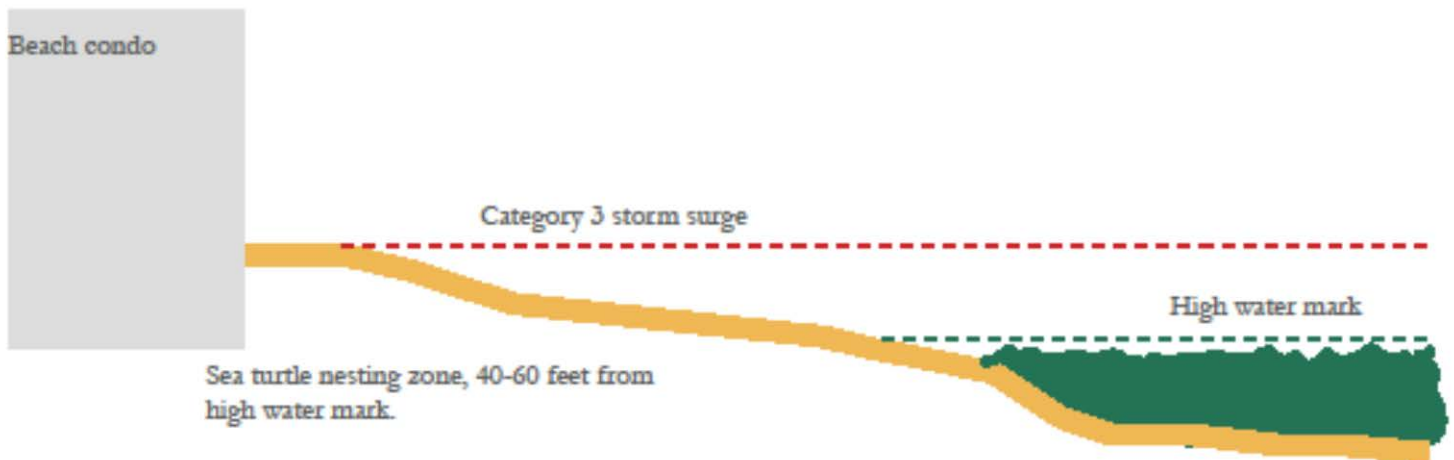 Beach condo
Category 3 storm surge
High water mark
Sea turtle nesting zone, 40-60 feet from
high water mark.